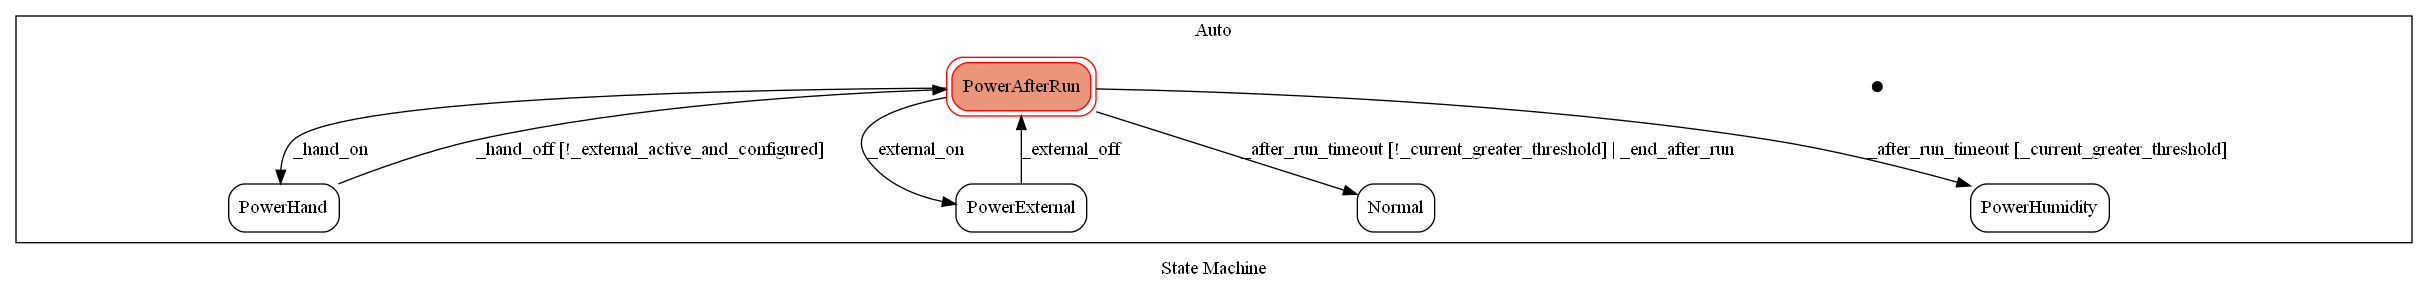 Auto
PowerAfterRun
_hand_on
_hand_off [!_external_active_and_configured]
_external_on
_external_off
_after_run_timeout [!_current_greater_threshold] | _end_after_run
_after_run_timeout [_current_greater_threshold]
PowerHand
PowerExternal
Normal
PowerHumidity
State Machine